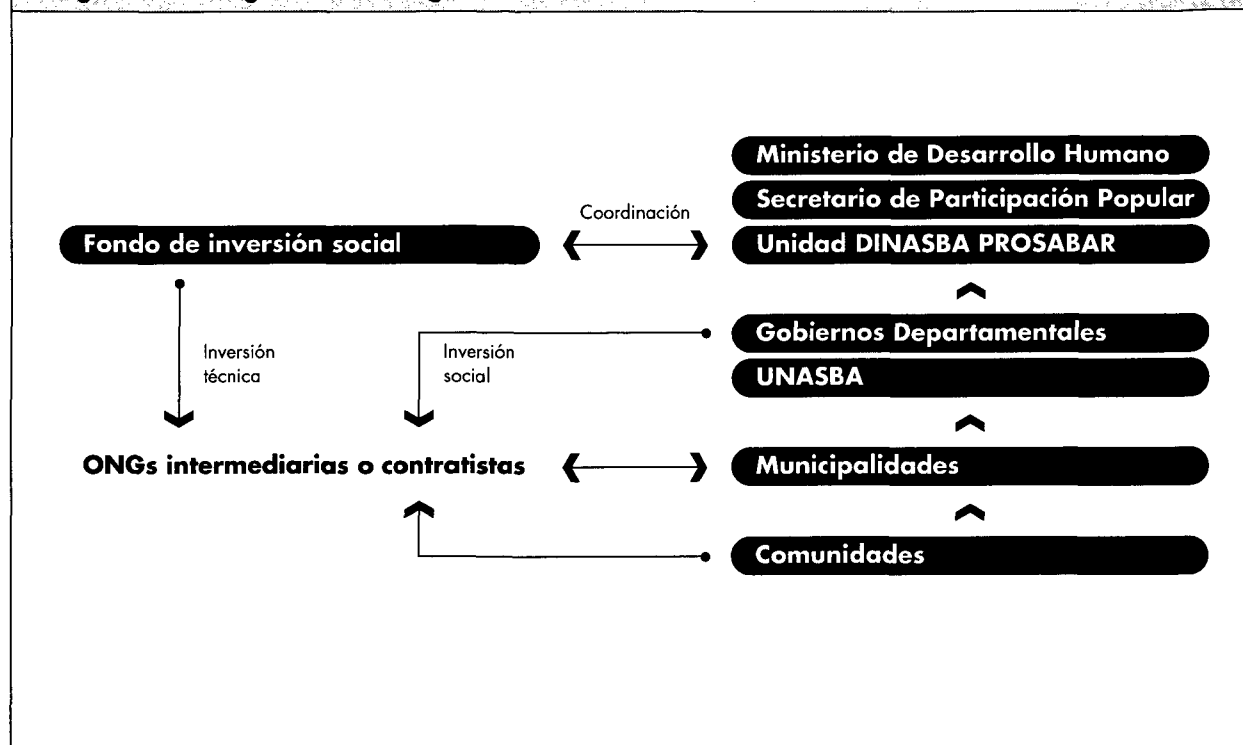 Ministerio de Desarrollo Humano
Secretario de Participación Popular
Coordinación
Fondo de inversión social
Unidad DINASBA PROSABAR
Gobiernos Departamentales
Inversión
técnica
Inversión
social
UNASBA
ONGs intermediarias o contratistas
Municipalidades
Comunidades